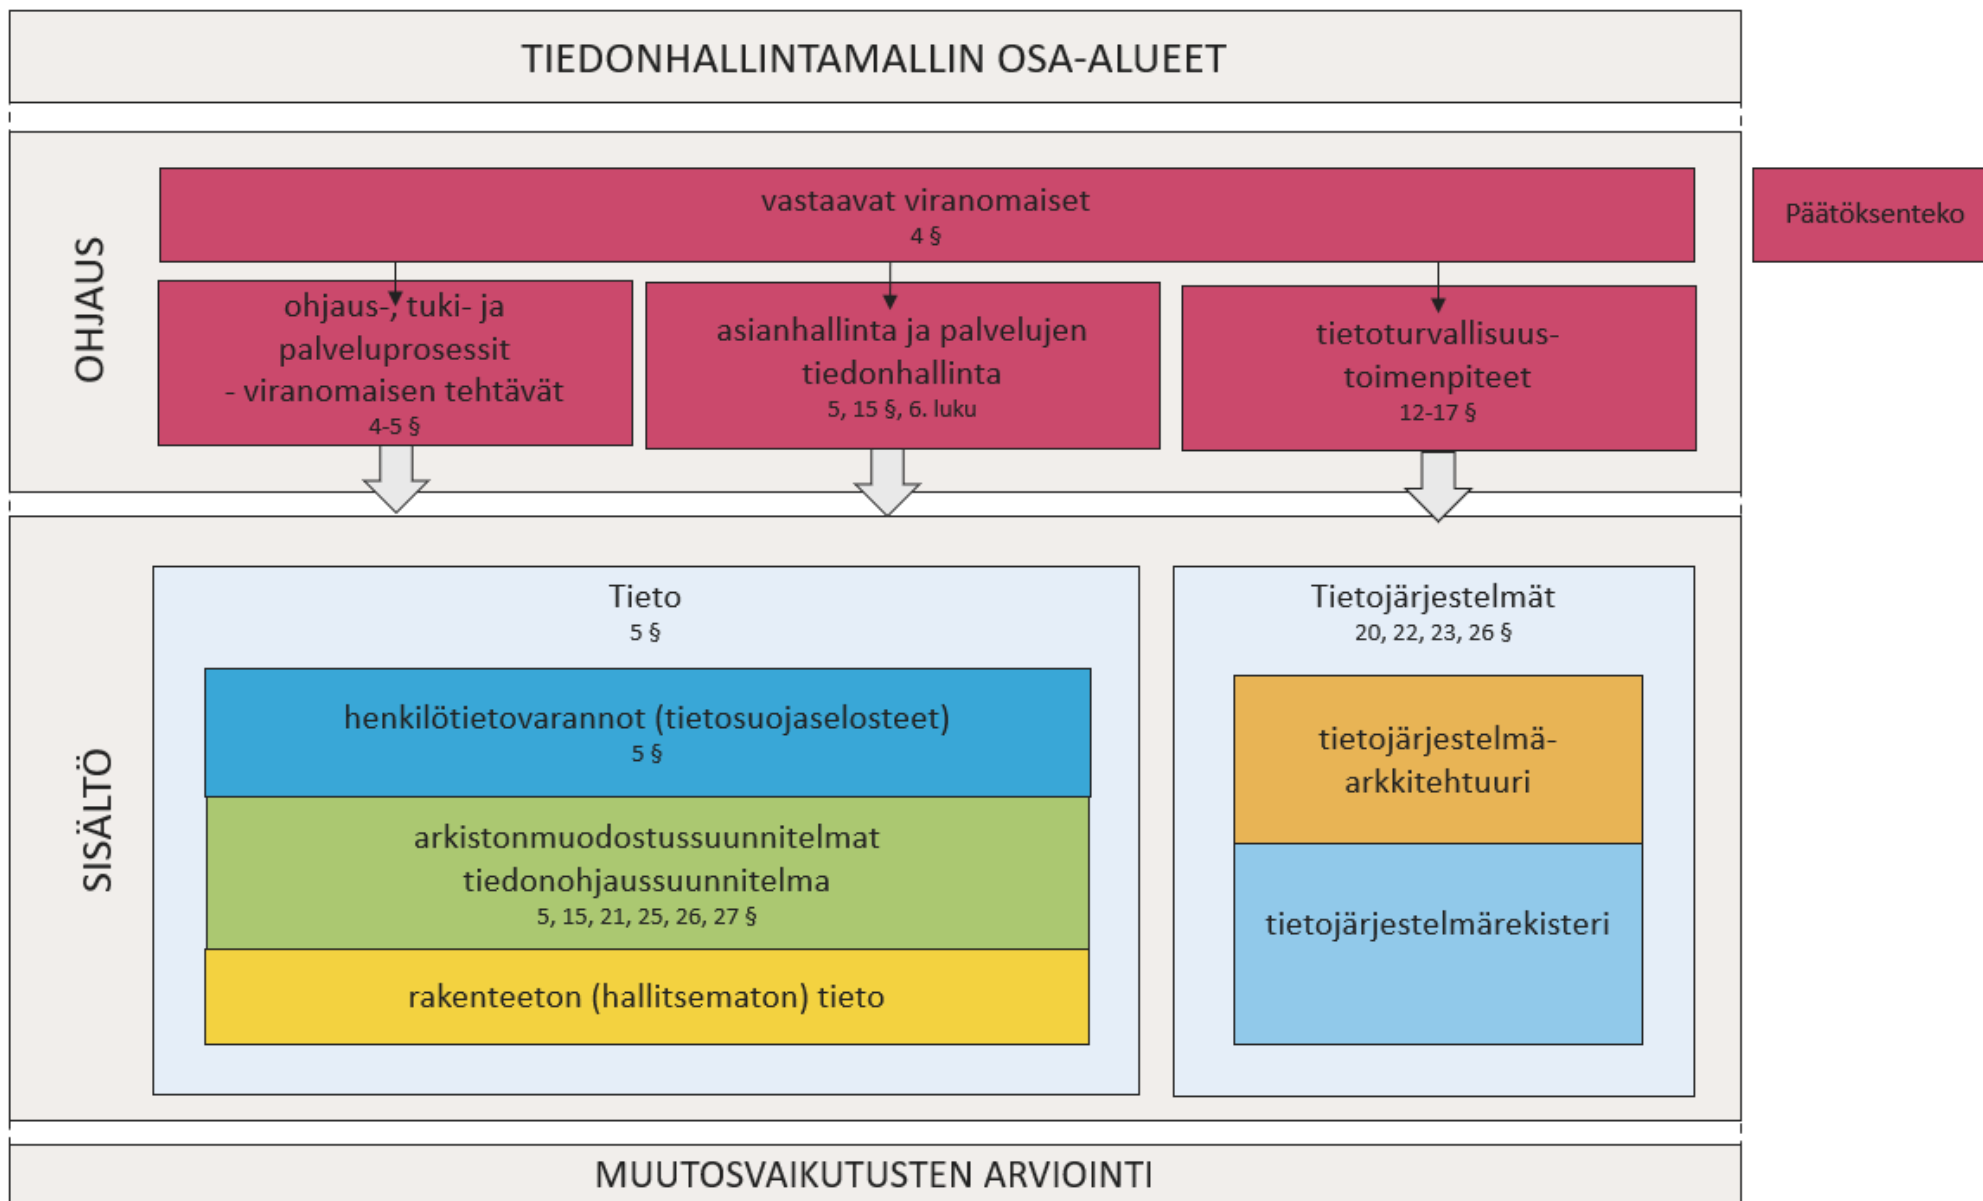 TIEDONHALLINTAMALLIN OSA-ALUEET
OHJAUS
vastaavat viranomaiset
4 §
Päätöksenteko
ohjaus-, tuki- ja
palveluprosessit
- viranomaisen tehtävät
4-5 §
asianhallinta ja palvelujen
tiedonhallinta
5, 15 §, 6. luku
tietoturvallisuus-
toimenpiteet
12-17 §
SISÄLTÖ
Tieto
5 §
henkilötietovarannot (tietosuojaselosteet)
5 §
arkistonmuodostussuunnitelmat
tiedonohjaussuunnitelma
5, 15, 21, 25, 26, 27 §
rakenteeton (hallitsematon) tieto
Tietojärjestelmät
20, 22, 23, 26 §
tietojärjestelmä-
arkkitehtuuri
tietojärjestelmärekisteri
MUUTOSVAIKUTUSTEN ARVIOINTI